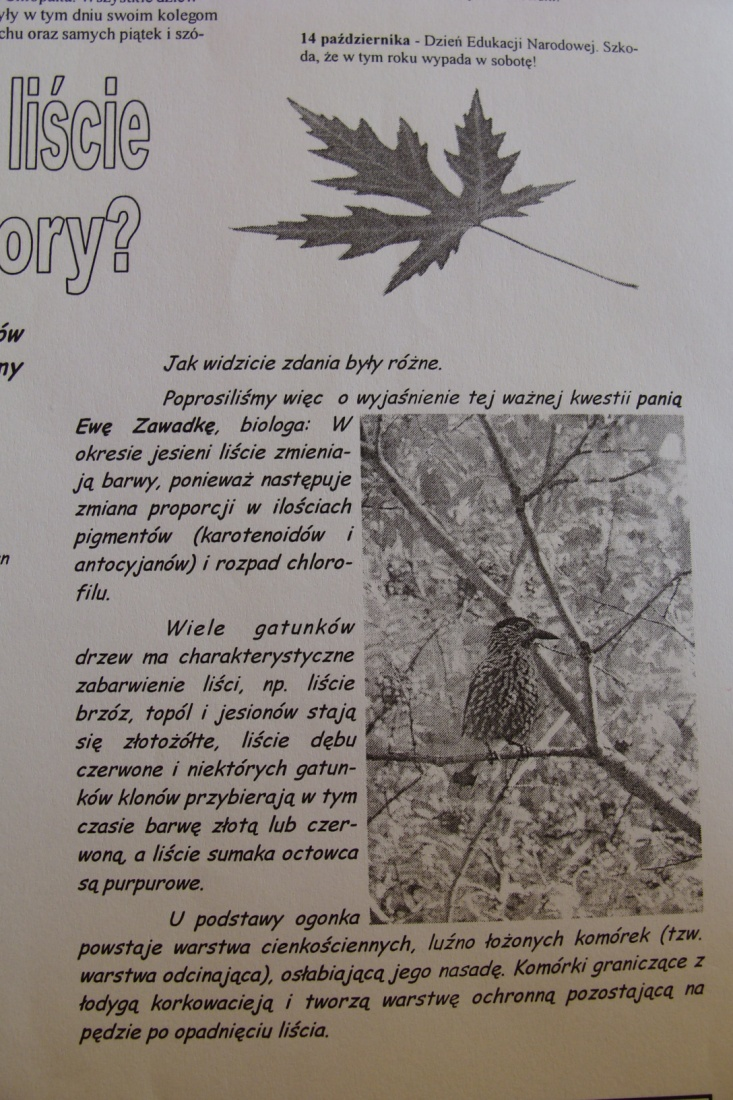 yły w tym dniu swoim kolegom
chu oraz samych piątek i szó-
14 października - Dzień Edukacji Narodowej. Szko-
da, że w tym roku wypada w sobotę!
liście
ory?
ów
ny
n
Jak widzicie zdania były różne.
Poprosiliśmy więc o wyjaśnienie tej ważnej kwestii panią
Ewę Zawadkę, biologa: W
okresie jesieni liście zmienia-
ją barwy, ponieważ następuje
zmiana proporcji w ilościach
pigmentów (karotenoidów i
antocyjanów) i rozpad chloro-
filu.
Wiele gatunków
drzew ma charakterystyczne
zabarwienie liści, np. liście
brzóz, topól i jesionów stają
się złotożółte, liście dębu
czerwone i niektórych gatun-
ków klonów przybierają w tym
czasie barwę złotą lub czer-
woną, a liście sumaka octowca
są purpurowe.
U podstawy ogonka
powstaje warstwa cienkościennych, luźno łożonych komórek (tzw.
warstwa odcinająca), osłabiającą jego nasadę. Komórki graniczące z
łodygą korkowacieją i tworzą warstwę ochronną pozostającą na
pędzie po opadnięciu liścia.